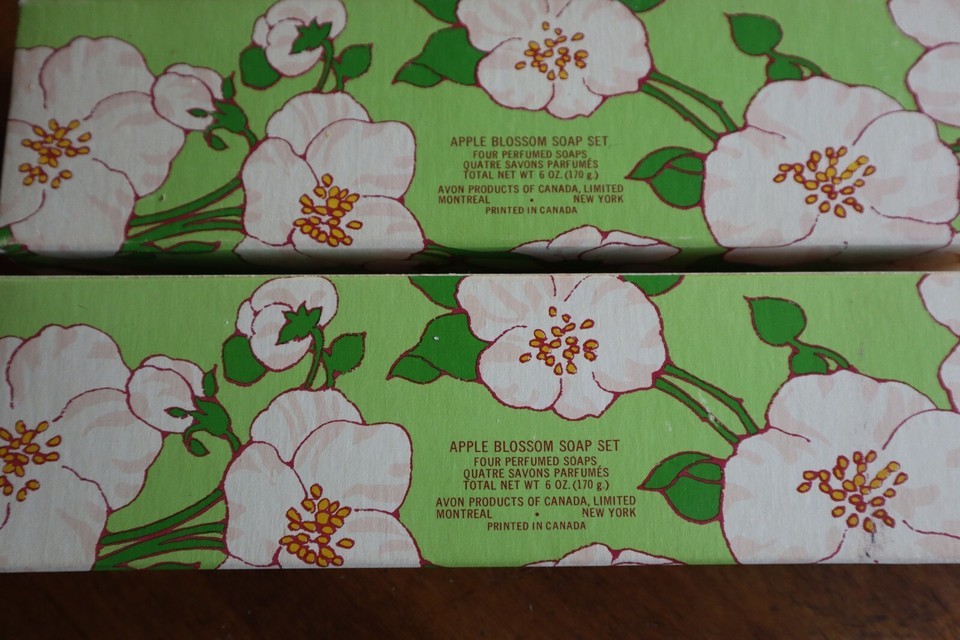 APPLE BLOSSOM SOAP SET
FOUR PERFUMED SOAPS
QUATRE SAVONS PARFUMÉS
TOTAL NET WT 6 OZ. (170 g.)
AVON PRODUCTS OF CANADA, LIMITED
MONTREAL • NEW YORK
PRINTED IN CANADA
APPLE BLOSSOM SOAP SET
FOUR PERFUMED SOAPS
QUATRE SAVONS PARFUMÉS
TOTAL NET WT 6 OZ. (170 g.)
AVON PRODUCTS OF CANADA, LIMITED
MONTREAL • NEW YORK
PRINTED IN CANADA